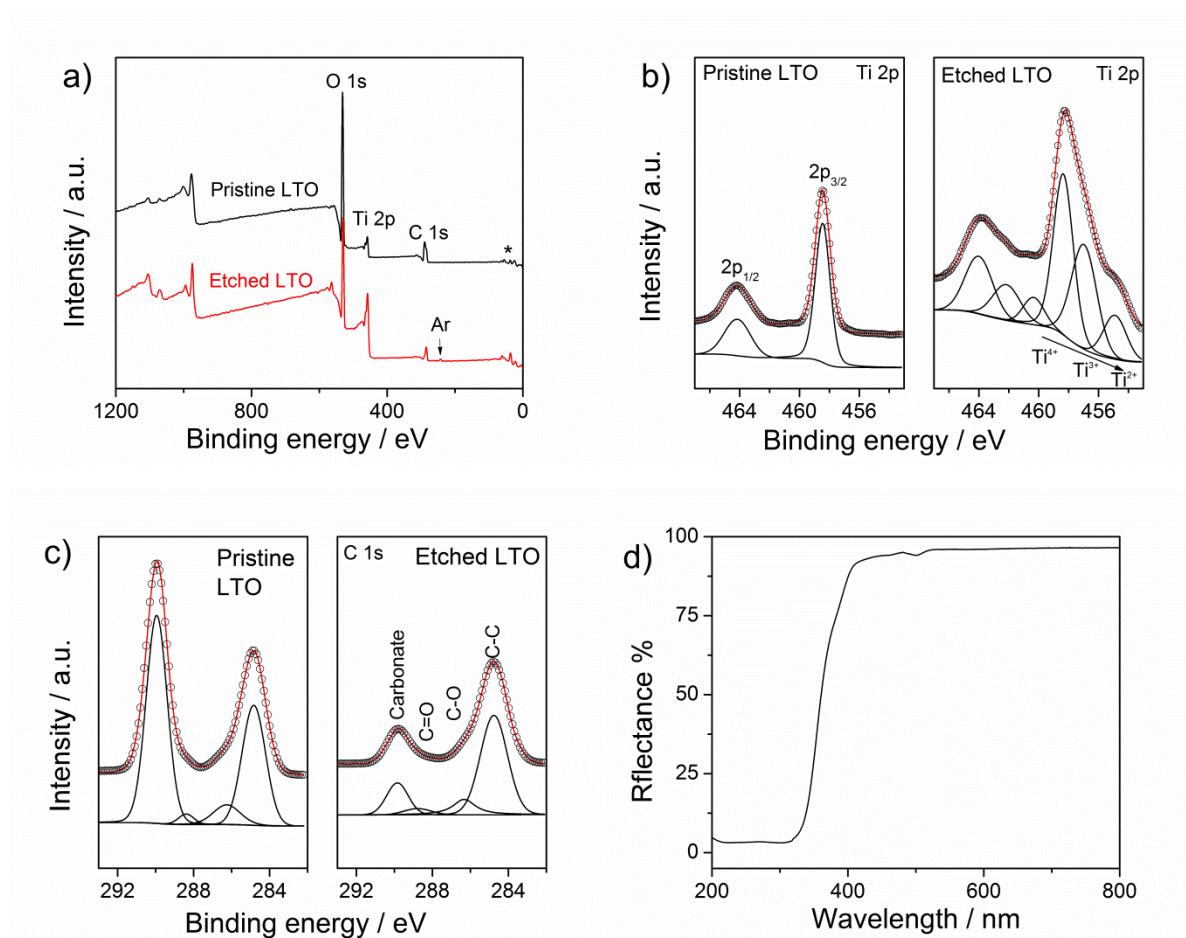 a)
O 1s
Pristine LTO
Ti 2p
C 1s
*
Etched LTO
Ar
Intensity / a.u.
1200 800 400 0
Binding energy / eV
b)
Pristine LTO Ti 2p
2p3/2
2p1/2
Etched LTO Ti 2p
Ti4+
Ti3+
Ti2+
Intensity / a.u.
464 460 456 464 460 456
Binding energy / eV
c)
Pristine
LTO
C 1s Etched LTO
Carbonate
C=O
C-O
C-C
Intensity / a.u.
292 288 284 292 288 284
Binding energy / eV
d)
100
75
50
25
0
Rflectance %
200 400 600 800
Wavelength / nm